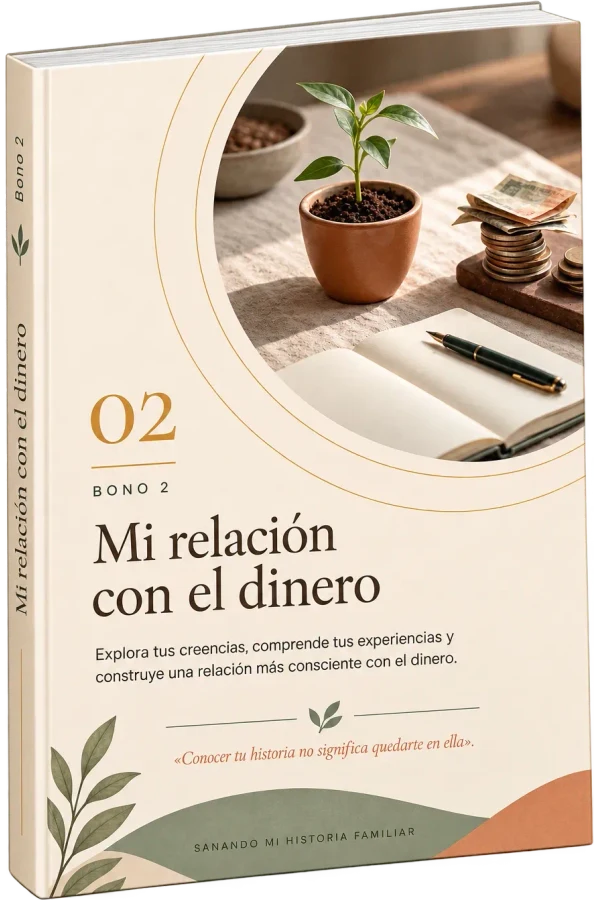 Bono 2
Mi relación con el dinero
02
BONO 2
Mi relación
con el dinero
Explora tus creencias, comprende tus experiencias y
construye una relación más consciente con el dinero.
«Conocer tu historia no significa quedarte en ella».
SANANDO MI HISTORIA FAMILIAR